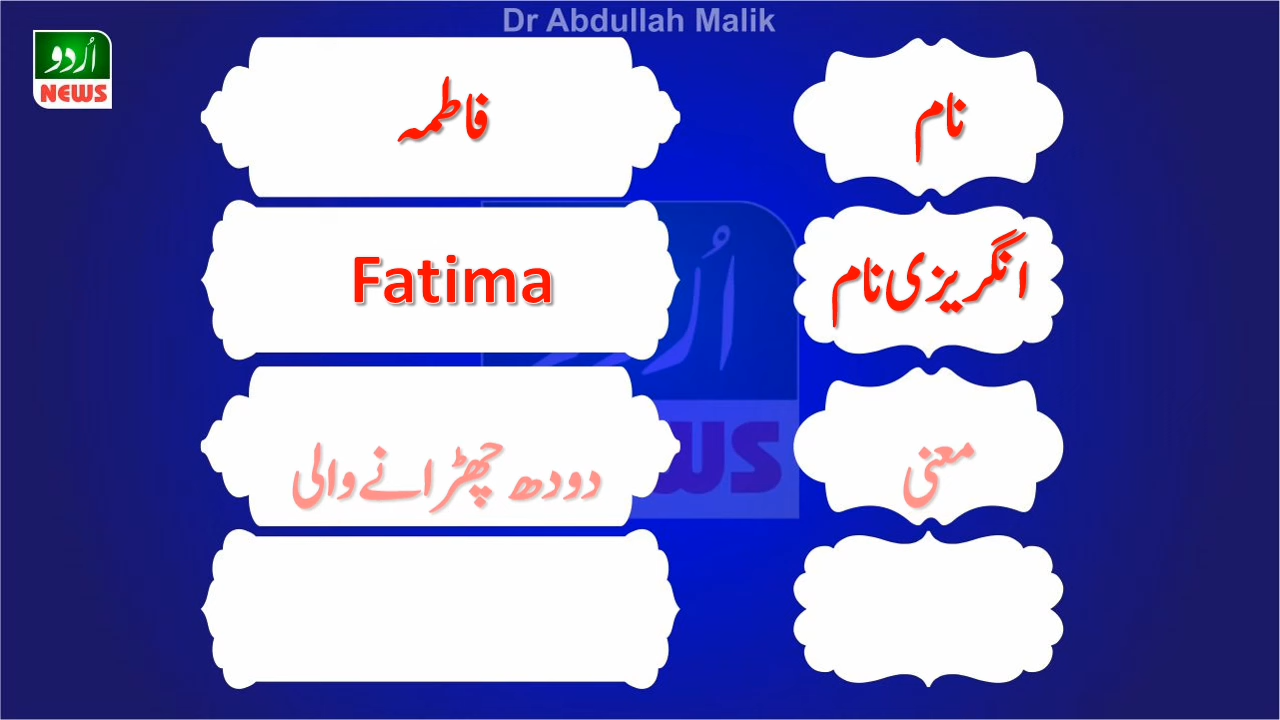 Dr Abdullah Malik
اُردو
NEWS
نام
فاطمہ
انگریزی نام
Fatima
معنی
دودھ چھڑانے والی